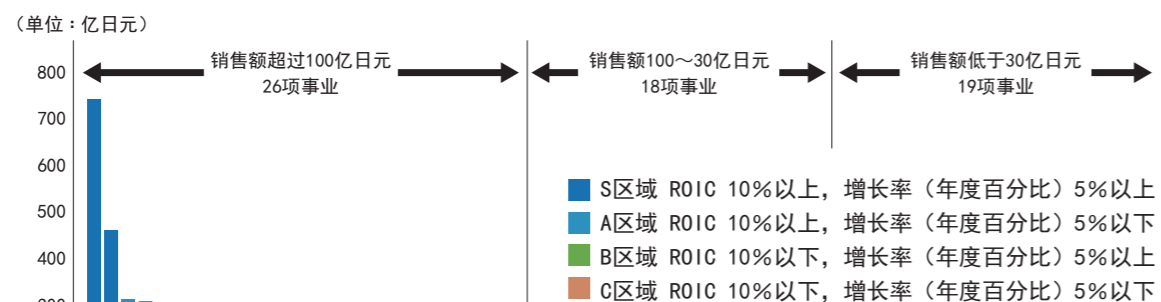 （单位：亿日元）
800
销售额超过100亿日元
26项事业
销售额100～30亿日元
18项事业
销售额低于30亿日元
19项事业
700
600
500
400
S区域 ROIC 10%以上，增长率（年度百分比）5%以上
A区域 ROIC 10%以上，增长率（年度百分比）5%以下
B区域 ROIC 10%以下，增长率（年度百分比）5%以上
C区域 ROIC 10%以下，增长率（年度百分比）5%以下